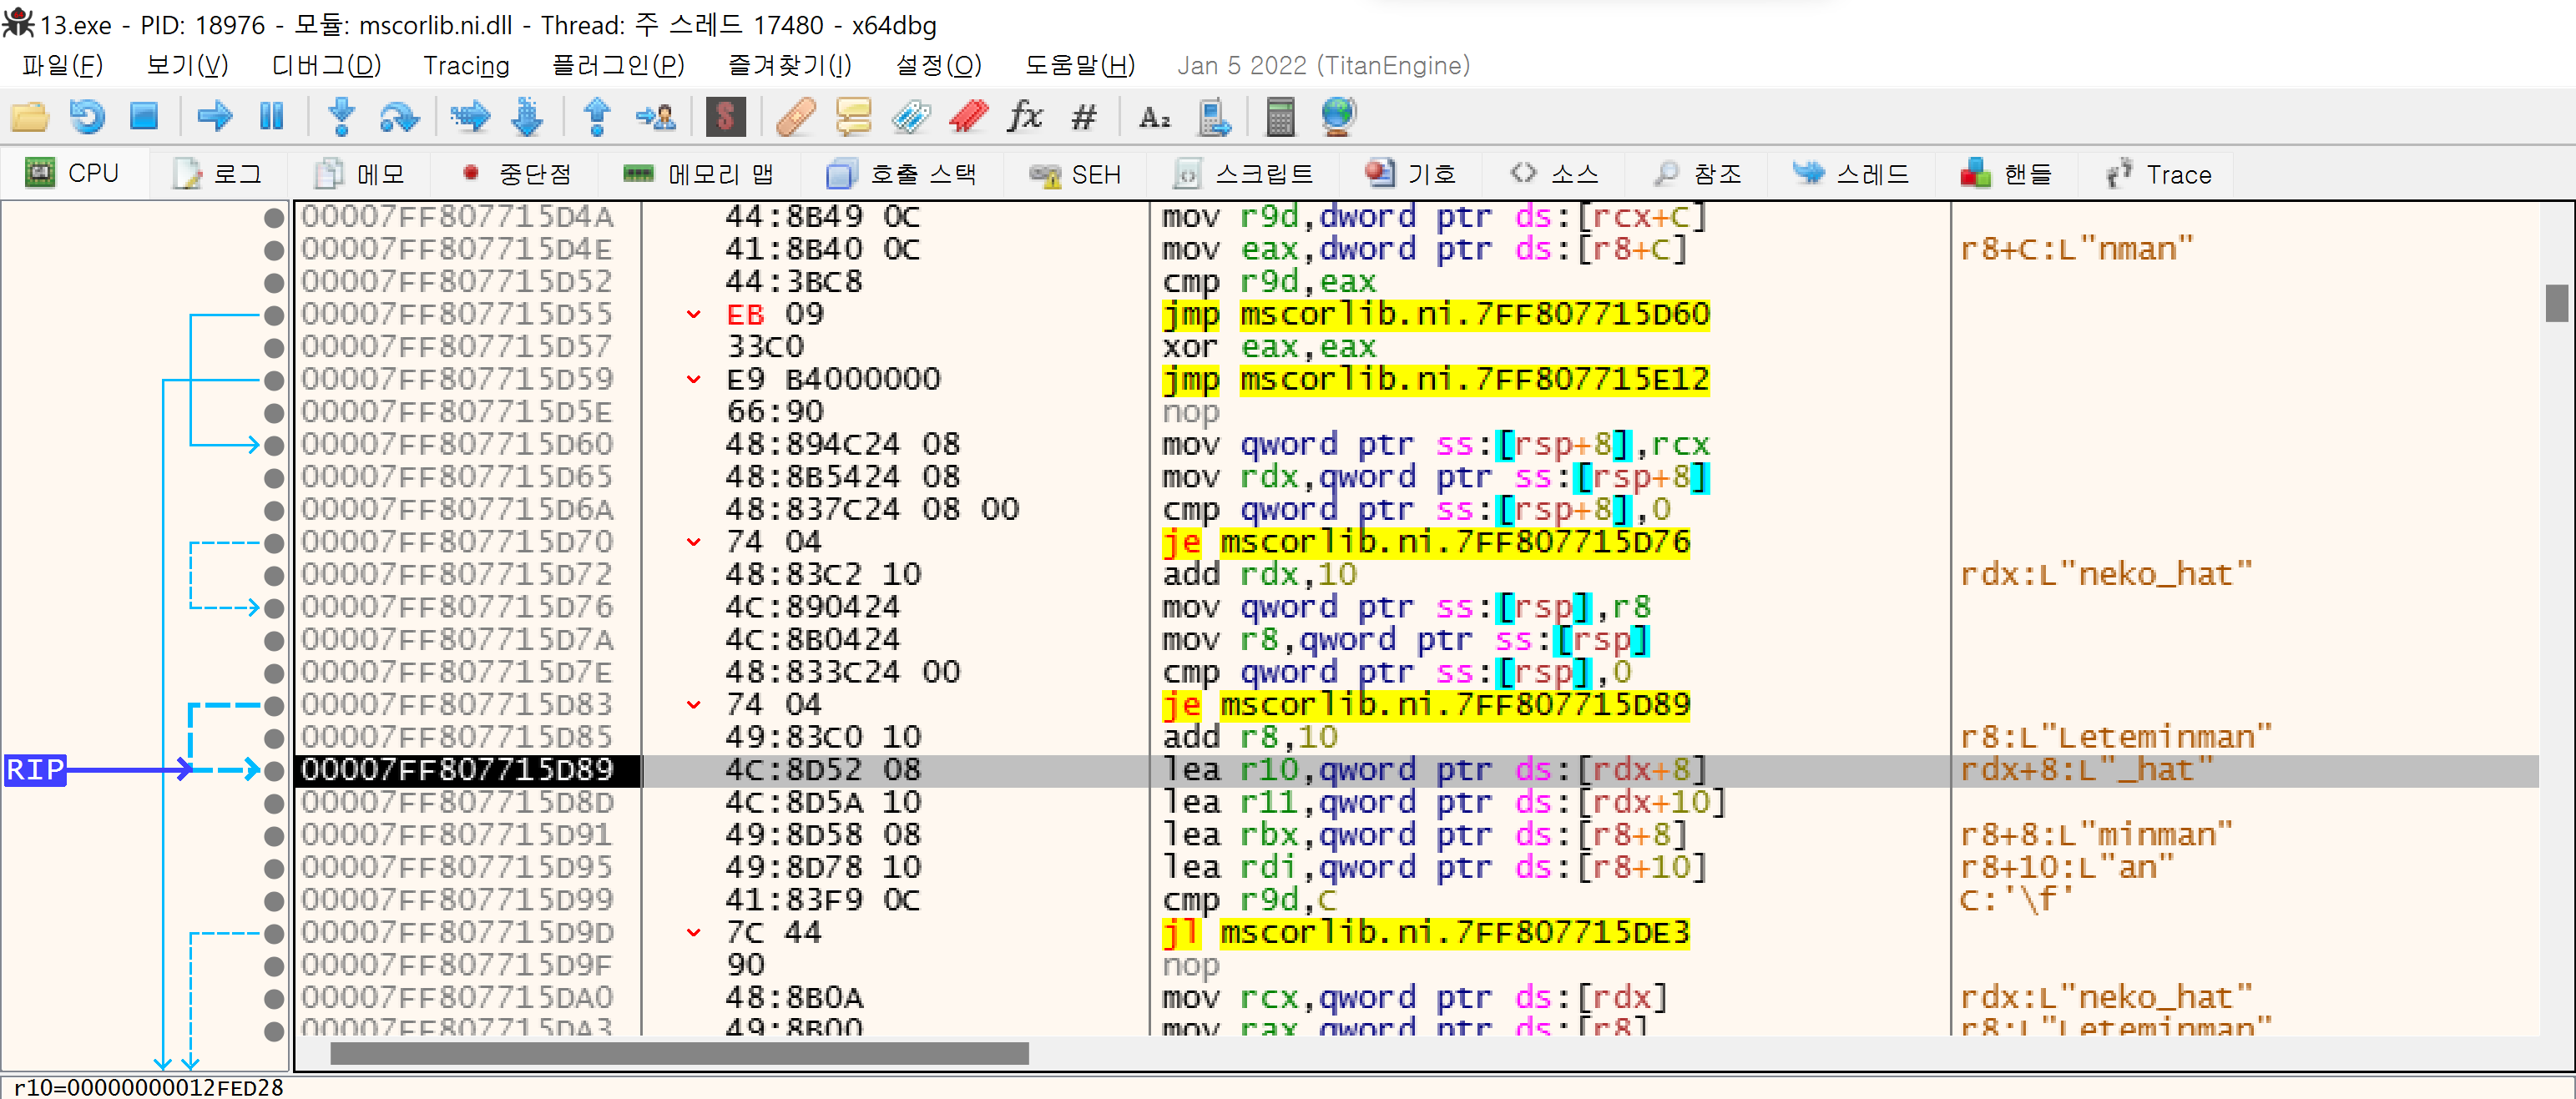 13.exe - PID: 18976 - 모듈: mscorlib.ni.dll - Thread: 주 스레드 17480 - x64dbg
파일(F) 보기(V) 디버그(D) Tracing 플러그인(P) 즐겨찾기(I) 설정(O) 도움말(H) Jan 5 2022 (TitanEngine)
CPU 로그 메모 중단점 메모리 맵 호출 스택 SEH 스크립트 기호 소스 참조 스레드 핸들 Trace
00007FF807715D4A 44:8B49 0C mov r9d,dword ptr ds:[rcx+C]
00007FF807715D4E 41:8B40 0C mov eax,dword ptr ds:[r8+C] r8+C:L"nman"
00007FF807715D52 44:3BC8 cmp r9d,eax
00007FF807715D55 EB 09 jmp mscorlib.ni.7FF807715D60
00007FF807715D57 33C0 xor eax,eax
00007FF807715D59 E9 B4000000 jmp mscorlib.ni.7FF807715E12
00007FF807715D5E 66:90 nop
00007FF807715D60 48:894C24 08 mov qword ptr ss:[rsp+8],rcx
00007FF807715D65 48:8B5424 08 mov rdx,qword ptr ss:[rsp+8]
00007FF807715D6A 48:837C24 08 00 cmp qword ptr ss:[rsp+8],0
00007FF807715D70 74 04 je mscorlib.ni.7FF807715D76
00007FF807715D72 48:83C2 10 add rdx,10 rdx:L"neko_hat"
00007FF807715D76 4C:890424 mov qword ptr ss:[rsp],r8
00007FF807715D7A 4C:8B0424 mov r8,qword ptr ss:[rsp]
00007FF807715D7E 48:833C24 00 cmp qword ptr ss:[rsp],0
00007FF807715D83 74 04 je mscorlib.ni.7FF807715D89
00007FF807715D85 49:83C0 10 add r8,10 r8:L"Leteminman"
RIP 00007FF807715D89 4C:8D52 08 lea r10,qword ptr ds:[rdx+8] rdx+8:L"_hat"
00007FF807715D8D 4C:8D5A 10 lea r11,qword ptr ds:[rdx+10]
00007FF807715D91 49:8D58 08 lea rbx,qword ptr ds:[r8+8] r8+8:L"minman"
00007FF807715D95 49:8D78 10 lea rdi,qword ptr ds:[r8+10] r8+10:L"an"
00007FF807715D99 41:83F9 0C cmp r9d,C C:'\f'
00007FF807715D9D 7C 44 jl mscorlib.ni.7FF807715DE3
00007FF807715D9F 90 nop
00007FF807715DA0 48:8B0A mov rcx,qword ptr ds:[rdx] rdx:L"neko_hat"
00007FF807715DA3 49:8B00 mov rax,qword ptr ds:[r8] r8:L"Leteminman"
r10=00000000012FED28